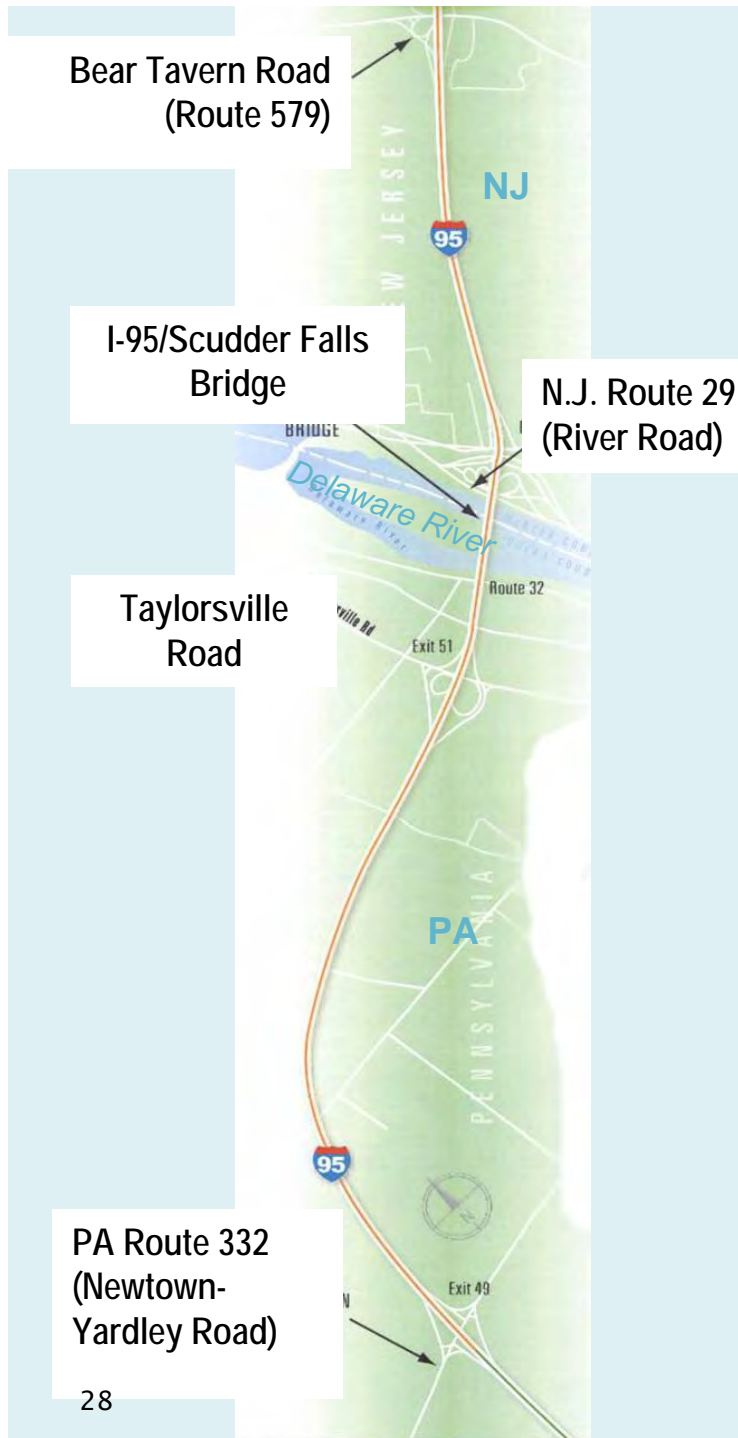 Bear Tavern Road
(Route 579)
NEW JERSEY
NJ
95
I-95/Scudder Falls
Bridge
N.J. Route 29
(River Road)
BRIDGE
Delaware River
Delaware River
Route 32
Taylorsville
Road
Exit 51
PENNSYLVANIA
PA
95
N
PA Route 332
(Newtown-
Yardley Road)
Exit 49
28